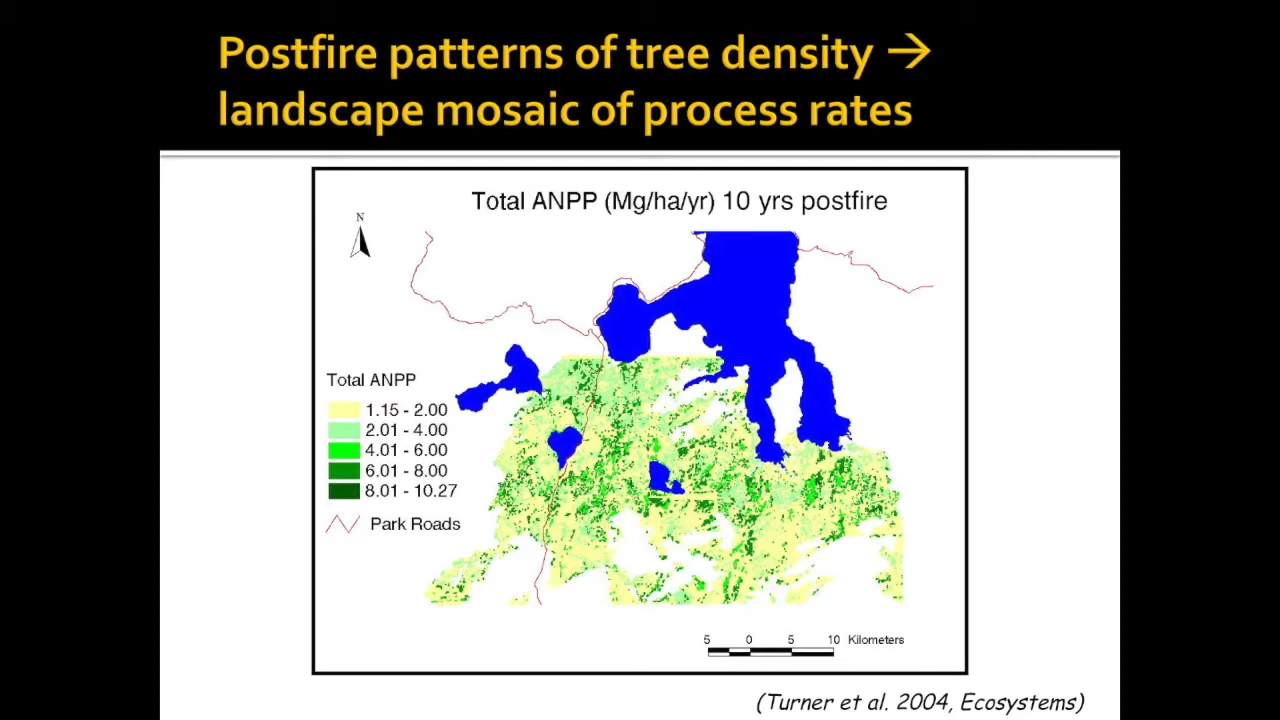 Postfire patterns of tree density →
landscape mosaic of process rates
Total ANPP (Mg/ha/yr) 10 yrs postfire
N
Total ANPP
1.15 - 2.00
2.01 - 4.00
4.01 - 6.00
6.01 - 8.00
8.01 - 10.27
Park Roads
5 0 5 10 Kilometers
(Turner et al. 2004, Ecosystems)